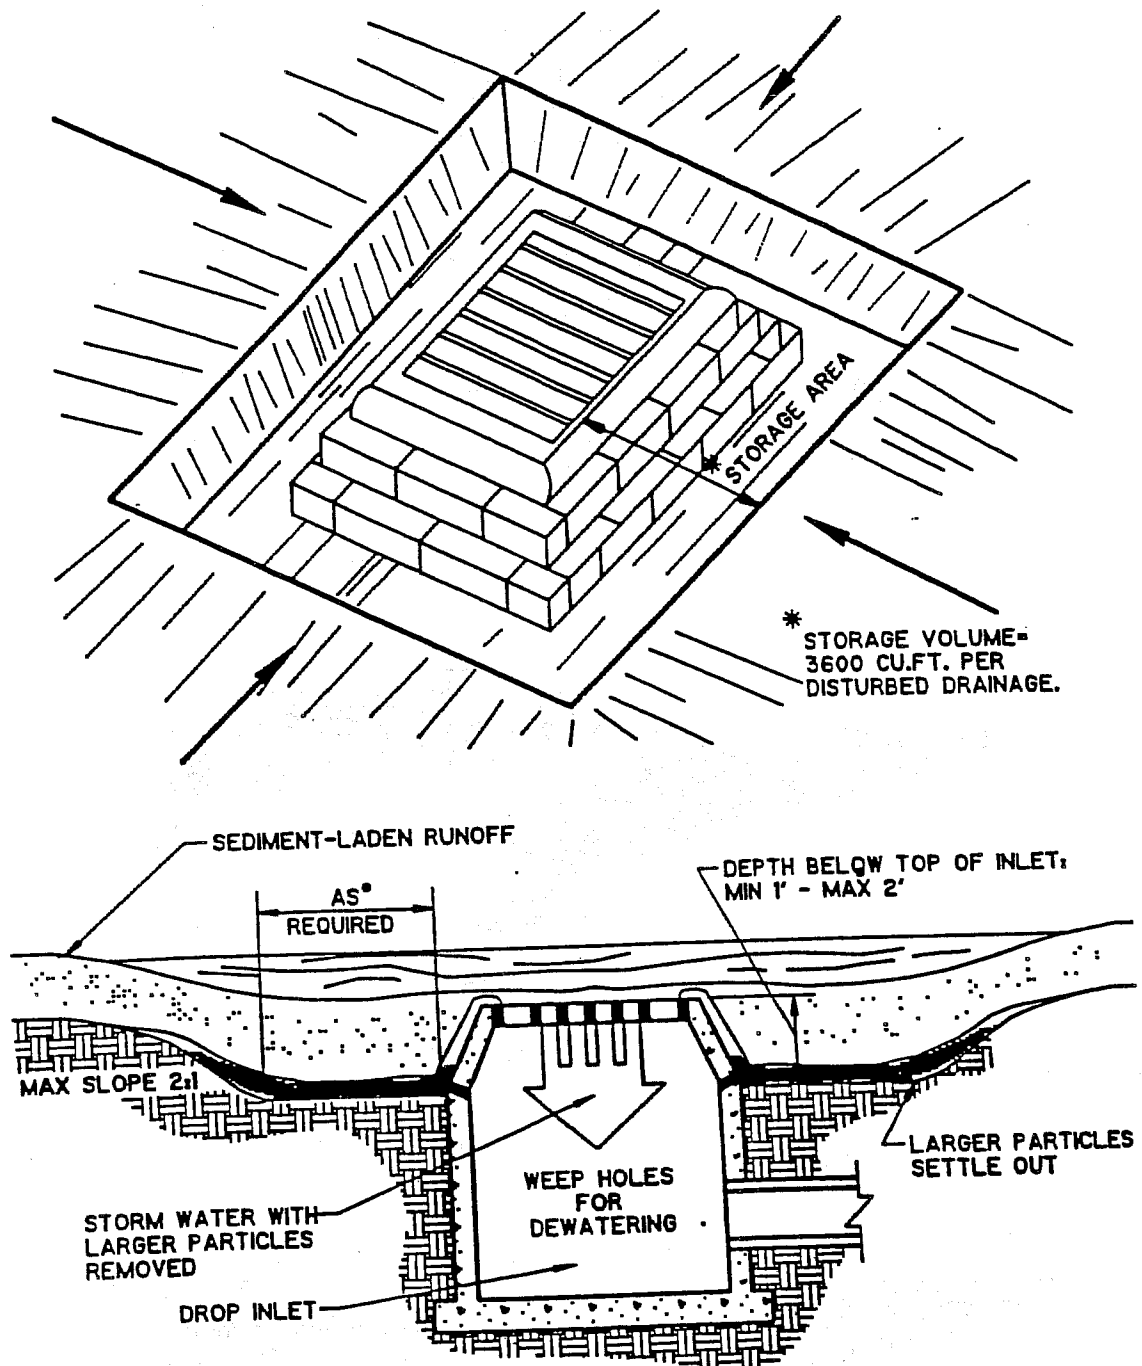 * STORAGE AREA
*
STORAGE VOLUME=
3600 CU.FT. PER
DISTURBED DRAINAGE.
SEDIMENT-LADEN RUNOFF
AS*
REQUIRED
DEPTH BELOW TOP OF INLET:
MIN 1' - MAX 2'
MAX SLOPE 2:1
LARGER PARTICLES
SETTLE OUT
WEEP HOLES
FOR
DEWATERING
STORM WATER WITH
LARGER PARTICLES
REMOVED
DROP INLET